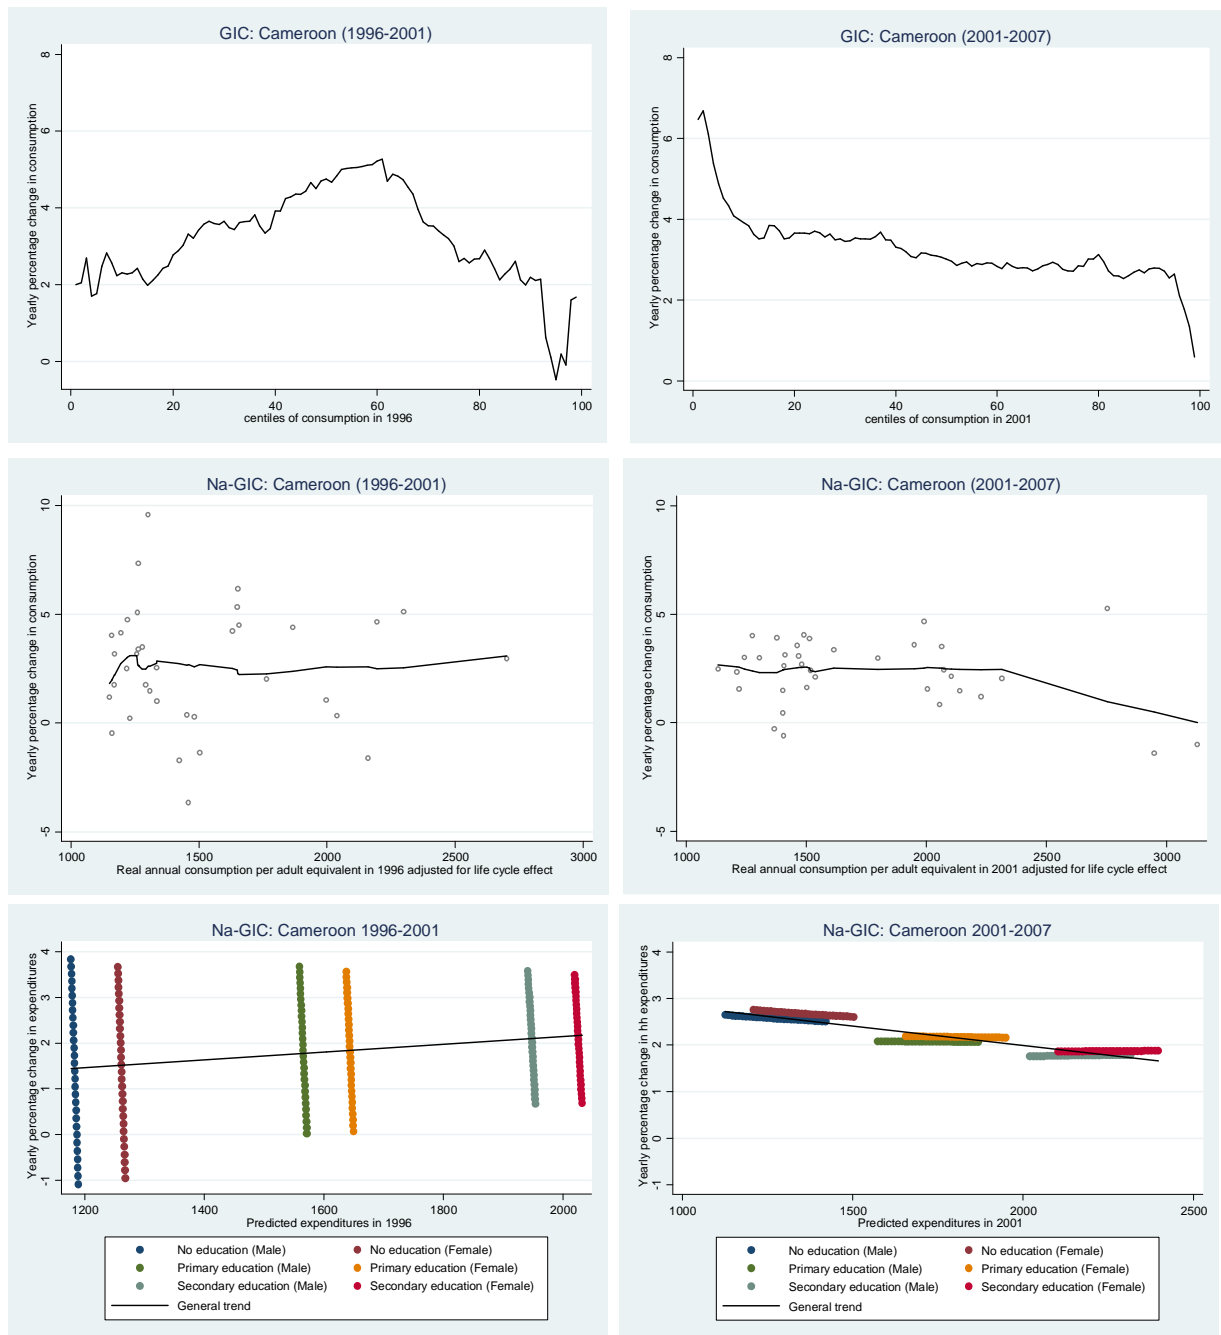 GIC: Cameroon (1996-2001)
Yearly percentage change in consumption
8
6
4
2
0
0 20 40 60 80 100
centiles of consumption in 1996
GIC: Cameroon (2001-2007)
Yearly percentage change in consumption
8
6
4
2
0
0 20 40 60 80 100
centiles of consumption in 2001
Na-GIC: Cameroon (1996-2001)
Yearly percentage change in consumption
10
5
0
-5
1000 1500 2000 2500 3000
Real annual consumption per adult equivalent in 1996 adjusted for life cycle effect
Na-GIC: Cameroon (2001-2007)
Yearly percentage change in consumption
10
5
0
-5
1000 1500 2000 2500 3000
Real annual consumption per adult equivalent in 2001 adjusted for life cycle effect
Na-GIC: Cameroon 1996-2001
Yearly percentage change in expenditures
4
3
2
1
0
-1
1200 1400 1600 1800 2000
Predicted expenditures in 1996
No education (Male) No education (Female)
Primary education (Male) Primary education (Female)
Secondary education (Male) Secondary education (Female)
General trend
Na-GIC: Cameroon 2001-2007
Yearly percentage change in hh expenditures
4
3
2
1
0
-1
1000 1500 2000 2500
Predicted expenditures in 2001
No education (Male) No education (Female)
Primary education (Male) Primary education (Female)
Secondary education (Male) Secondary education (Female)
General trend